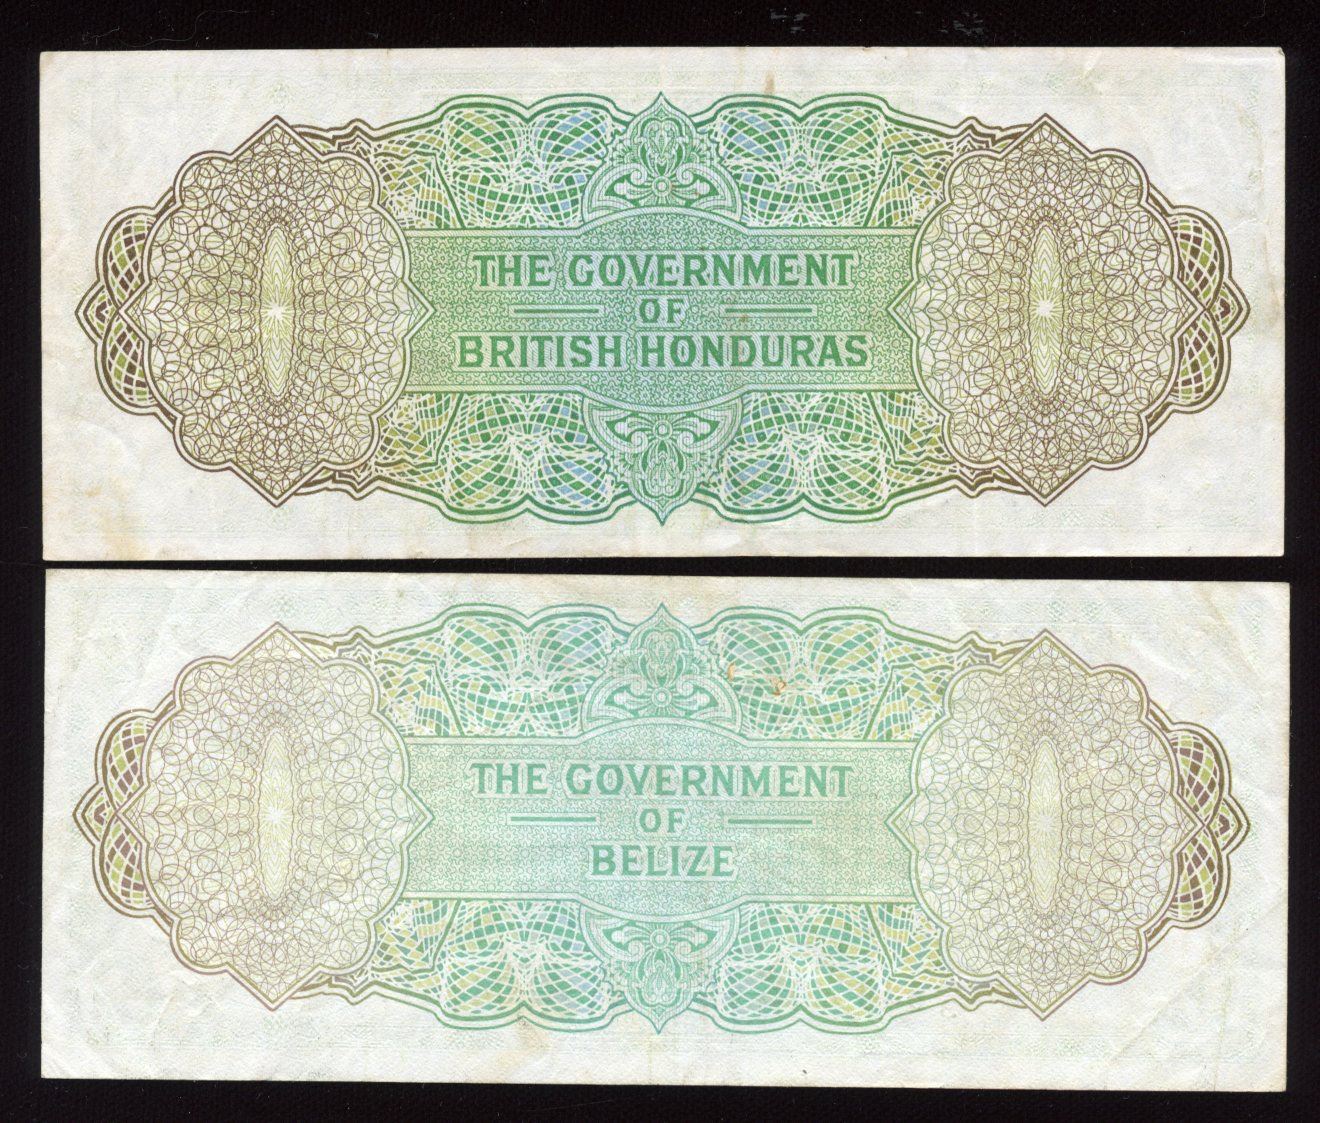 THE GOVERNMENT
OF
BRITISH HONDURAS
THE GOVERNMENT
OF
BELIZE